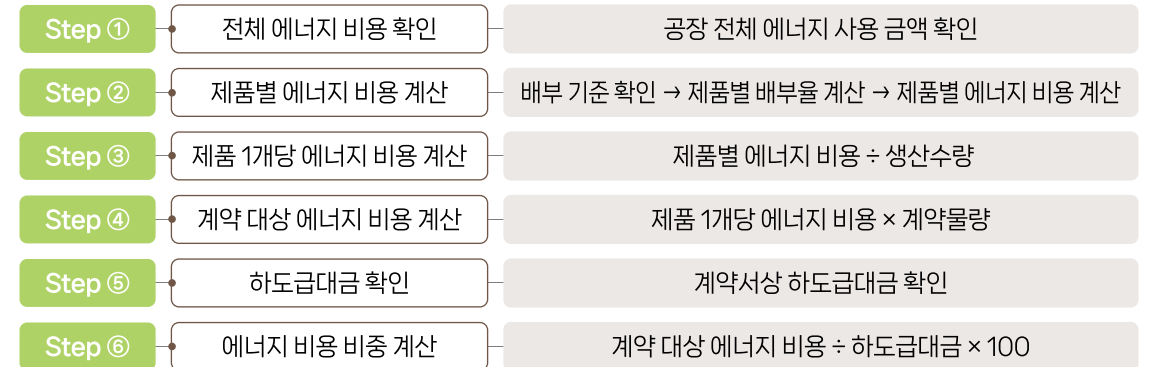 Step ① 전체 에너지 비용 확인 공장 전체 에너지 사용 금액 확인
Step ② 제품별 에너지 비용 계산 배부 기준 확인 → 제품별 배부율 계산 → 제품별 에너지 비용 계산
Step ③ 제품 1개당 에너지 비용 계산 제품별 에너지 비용 ÷ 생산수량
Step ④ 계약 대상 에너지 비용 계산 제품 1개당 에너지 비용 × 계약물량
Step ⑤ 하도급대금 확인 계약서상 하도급대금 확인
Step ⑥ 에너지 비용 비중 계산 계약 대상 에너지 비용 ÷ 하도급대금 × 100